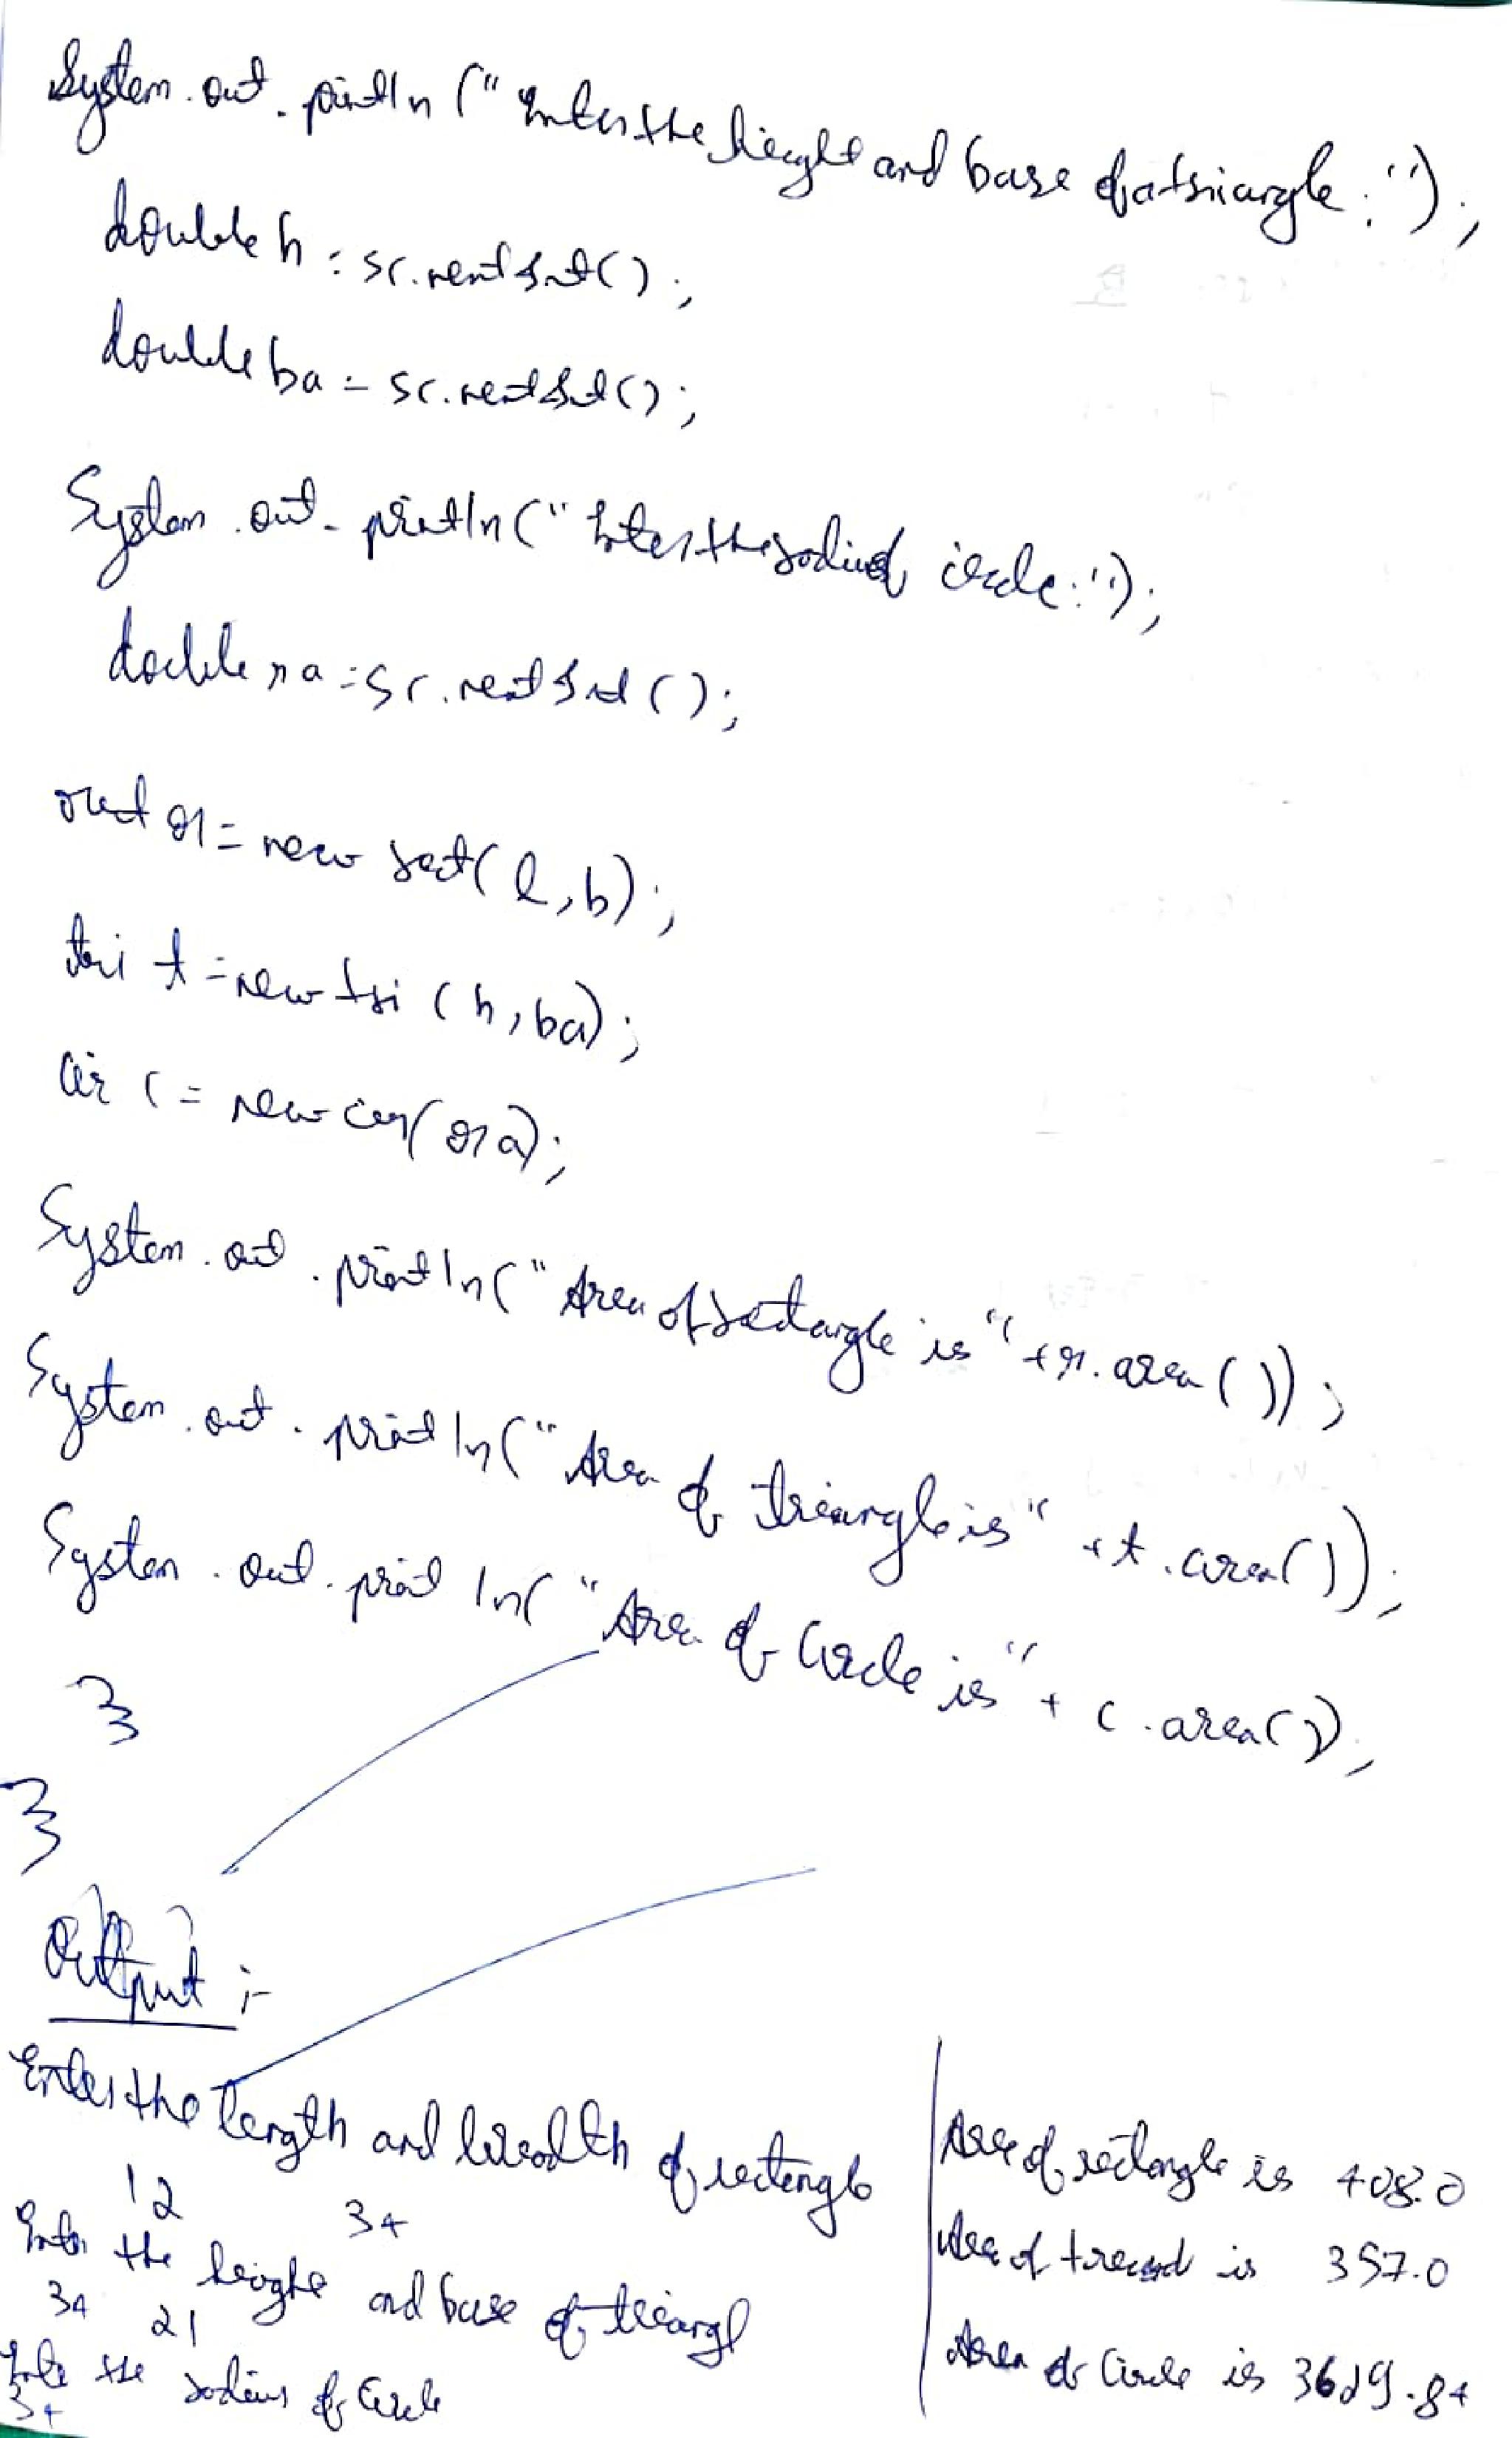 System.out.println ("Enter the height and base of a triangle:");
double h = sc.nextInt();
double ba = sc.nextInt();
System.out.println("Enter the radius of circle:");
double ra = sc.nextInt();
rect r = new rect(l,b);
tri t = new tri (h, ba);
cir c = new cir(ra);
System.out.println("Area of rectangle is" +r.area());
System.out.println("Area of triangle is" +t.area());
System.out.println("Area of Circle is" + c.area());
}
}
Output :-
Enter the length and breadth of rectangle
12 34
Enter the height and base of triangl
34 21
Enter the radius of Circle
34
Area of rectangle is 408.0
Area of is 357.0
Area of Circle is 3629.84